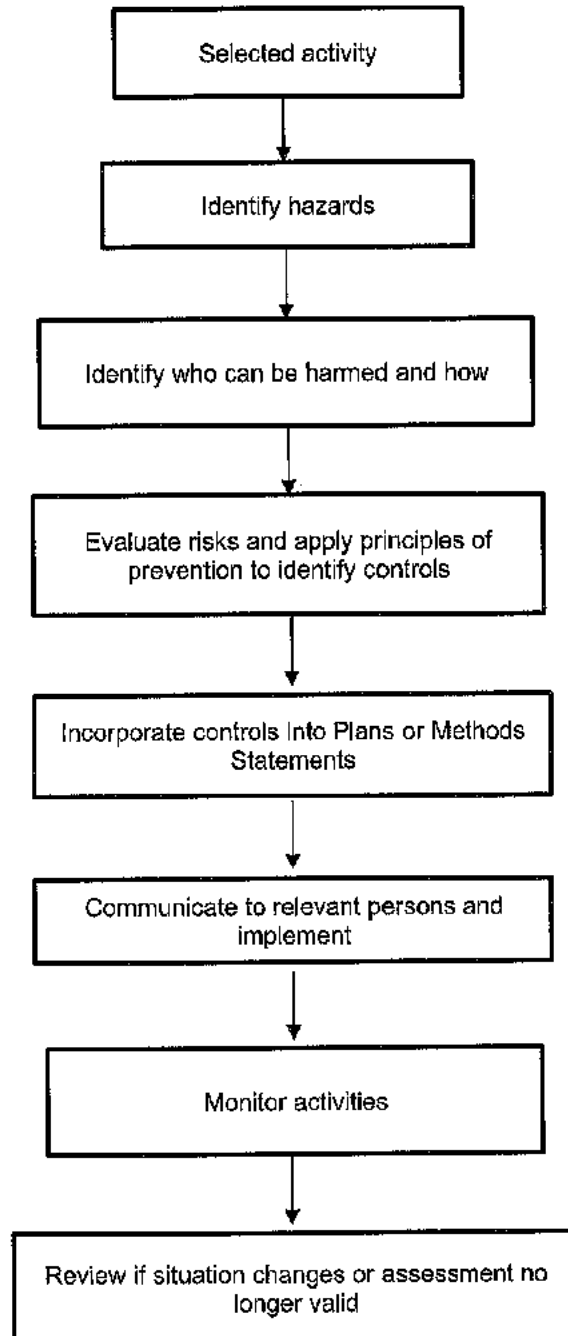 Selected activity
Identify hazards
Identify who can be harmed and how
Evaluate risks and apply principles of
prevention to identify controls
Incorporate controls into Plans or Methods
Statements
Communicate to relevant persons and
implement
Monitor activities
Review if situation changes or assessment no
longer valid